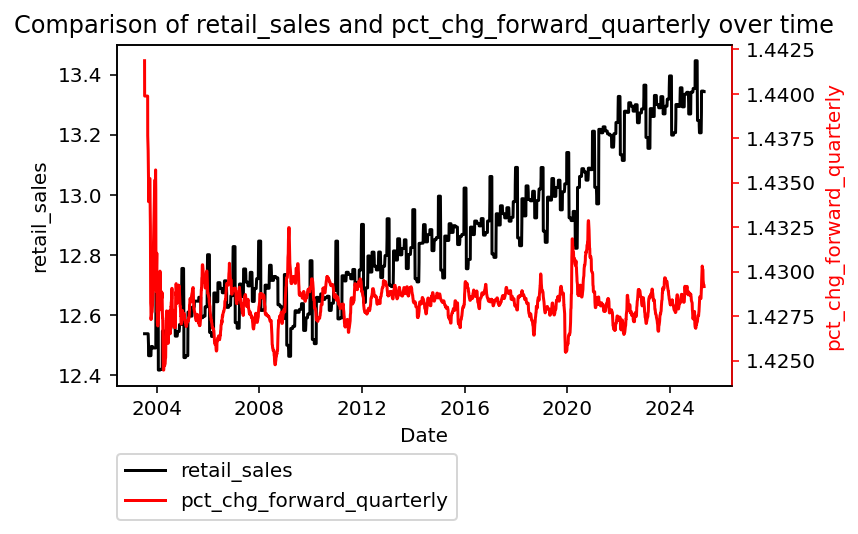 Comparison of retail_sales and pct_chg_forward_quarterly over time
13.4
13.2
13.0
12.8
12.6
12.4
retail_sales
1.4425
1.4400
1.4375
1.4350
1.4325
1.4300
1.4275
1.4250
pct_chg_forward_quarterly
2004 2008 2012 2016 2020 2024
Date
retail_sales
pct_chg_forward_quarterly